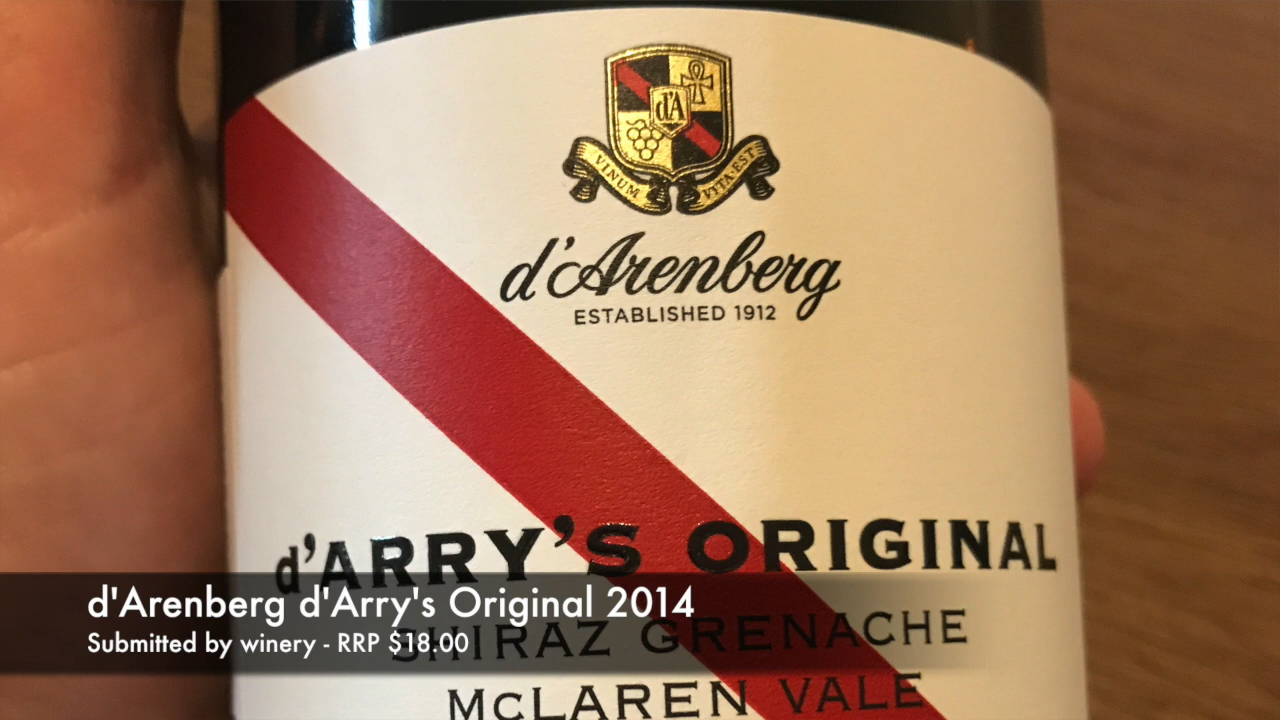 d'A
VINUM VITA·EST
d'Arenberg
ESTABLISHED 1912
d'ARRY'S ORIGINAL
d'Arenberg d'Arry's Original 2014
SHIRAZ GRENACHE
Submitted by winery - RRP $18.00
McLAREN VALE